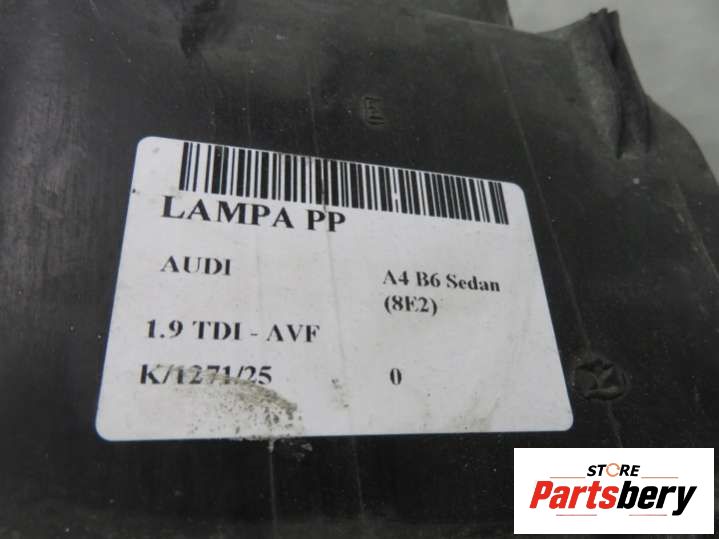 LAMPA PP
AUDI
A4 B6 Sedan
(8E2)
1.9 TDI - AVF
K/1271/25
0
STORE
Partsbery